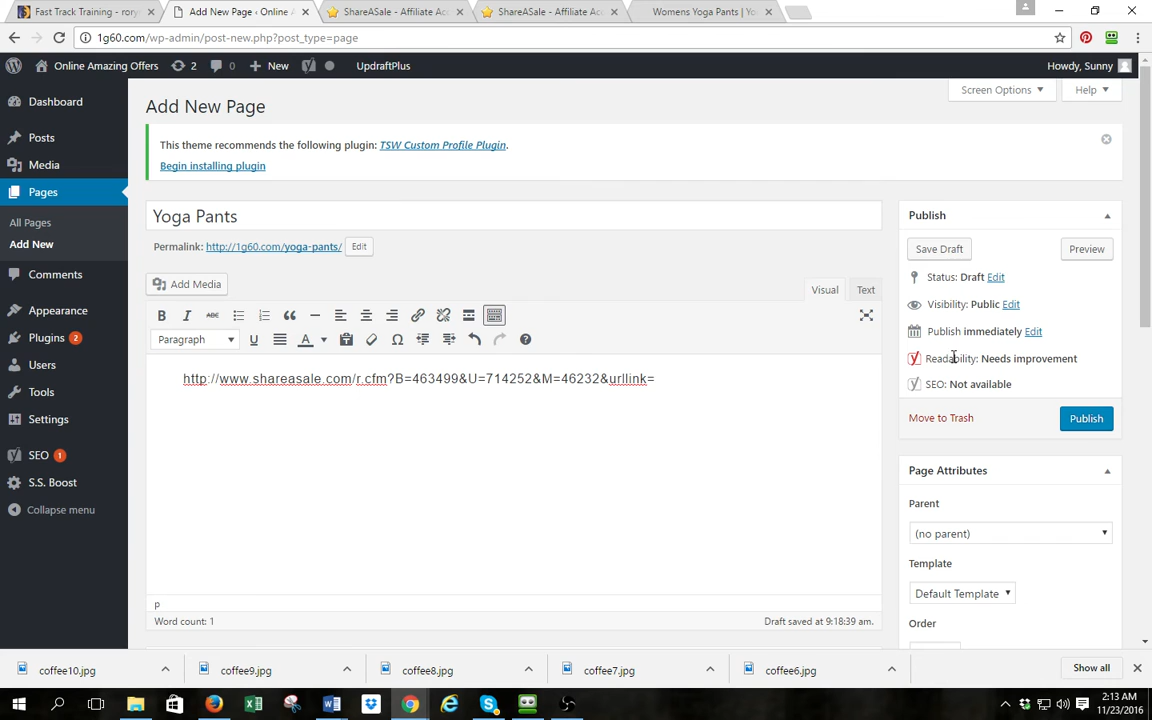 Fast Track Training - rory
Add New Page ‹ Online A
ShareASale - Affiliate Ac
ShareASale - Affiliate Acc
Womens Yoga Pants | Yo
1g60.com/wp-admin/post-new.php?post_type=page
Online Amazing Offers
2
0
New
UpdraftPlus
Howdy, Sunny
Dashboard
Posts
Media
Pages
All Pages
Add New
Comments
Appearance
Plugins 2
Users
Tools
Settings
SEO 1
S.S. Boost
Collapse menu
Screen Options
Help
Add New Page
This theme recommends the following plugin: TSW Custom Profile Plugin.
Begin installing plugin
Yoga Pants
Permalink: http://1g60.com/yoga-pants/ Edit
Add Media
Visual
Text
B I ABC
Paragraph
U A Ω
http://www.shareasale.com/r.cfm?B=463499&U=714252&M=46232&urllink=
p
Word count: 1
Draft saved at 9:18:39 am.
Publish
Save Draft
Preview
Status: Draft Edit
Visibility: Public Edit
Publish immediately Edit
Readability: Needs improvement
SEO: Not available
Move to Trash
Publish
Page Attributes
Parent
(no parent)
Template
Default Template
Order
coffee10.jpg
coffee9.jpg
coffee8.jpg
coffee7.jpg
coffee6.jpg
Show all
2:13 AM
11/23/2016